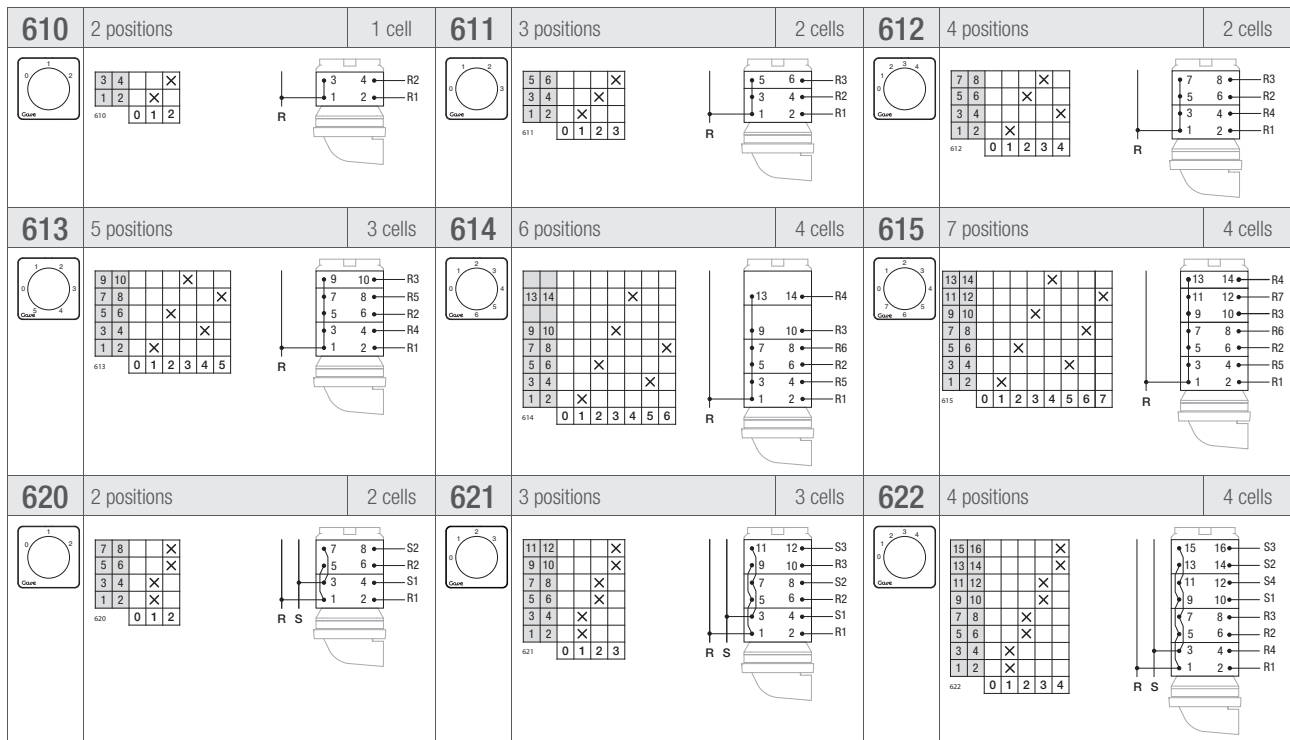 610 2 positions 1 cell
0 1 2
Gave
3 4
1 2
610 0 1 2
3 4 R2
1 2 R1
R
611 3 positions 2 cells
0 1 2 3
Gave
5 6
3 4
1 2
611 0 1 2 3
5 6 R3
3 4 R2
1 2 R1
R
612 4 positions 2 cells
0 1 2 3 4
Gave
7 8
5 6
3 4
1 2
612 0 1 2 3 4
7 8 R3
5 6 R2
3 4 R4
1 2 R1
R
613 5 positions 3 cells
0 1 2 3 4 5
Gave
9 10
7 8
5 6
3 4
1 2
613 0 1 2 3 4 5
9 10 R3
7 8 R5
5 6 R2
3 4 R4
1 2 R1
R
614 6 positions 4 cells
0 1 2 3 4 5 6
Gave
13 14
9 10
7 8
5 6
3 4
1 2
614 0 1 2 3 4 5 6
13 14 R4
9 10 R3
7 8 R6
5 6 R2
3 4 R5
1 2 R1
R
615 7 positions 4 cells
0 1 2 3 4 5 6 7
Gave
13 14
11 12
9 10
7 8
5 6
3 4
1 2
615 0 1 2 3 4 5 6 7
13 14 R4
11 12 R7
9 10 R3
7 8 R6
5 6 R2
3 4 R5
1 2 R1
R
620 2 positions 2 cells
0 1 2
Gave
7 8
5 6
3 4
1 2
620 0 1 2
7 8 S2
5 6 R2
3 4 S1
1 2 R1
R S
621 3 positions 3 cells
0 1 2 3
Gave
11 12
9 10
7 8
5 6
3 4
1 2
621 0 1 2 3
11 12 S3
9 10 R3
7 8 S2
5 6 R2
3 4 S1
1 2 R1
R S
622 4 positions 4 cells
0 1 2 3 4
Gave
15 16
13 14
11 12
9 10
7 8
5 6
3 4
1 2
622 0 1 2 3 4
15 16 S3
13 14 S2
11 12 S4
9 10 S1
7 8 R3
5 6 R2
3 4 R4
1 2 R1
R S